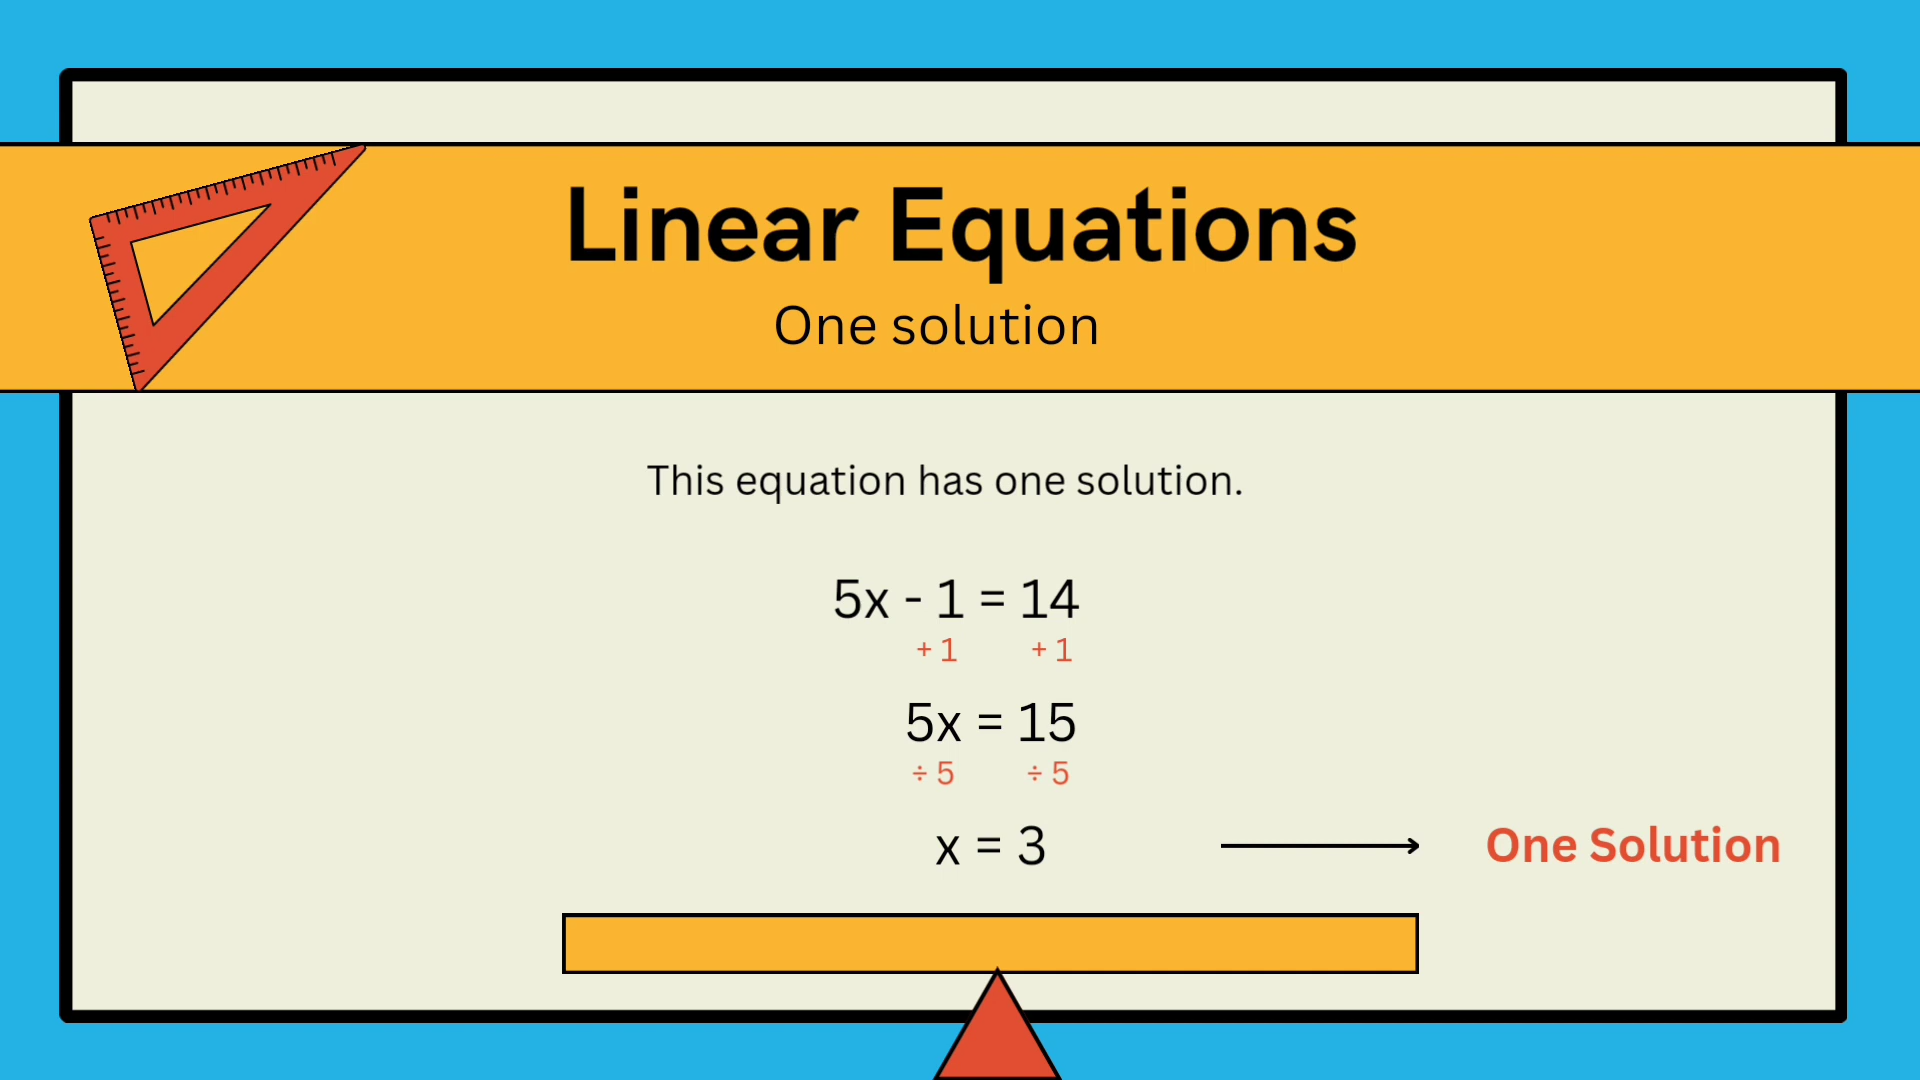 Linear Equations
One solution
This equation has one solution.
5x - 1 = 14
+ 1 + 1
5x = 15
÷ 5 ÷ 5
x = 3
One Solution